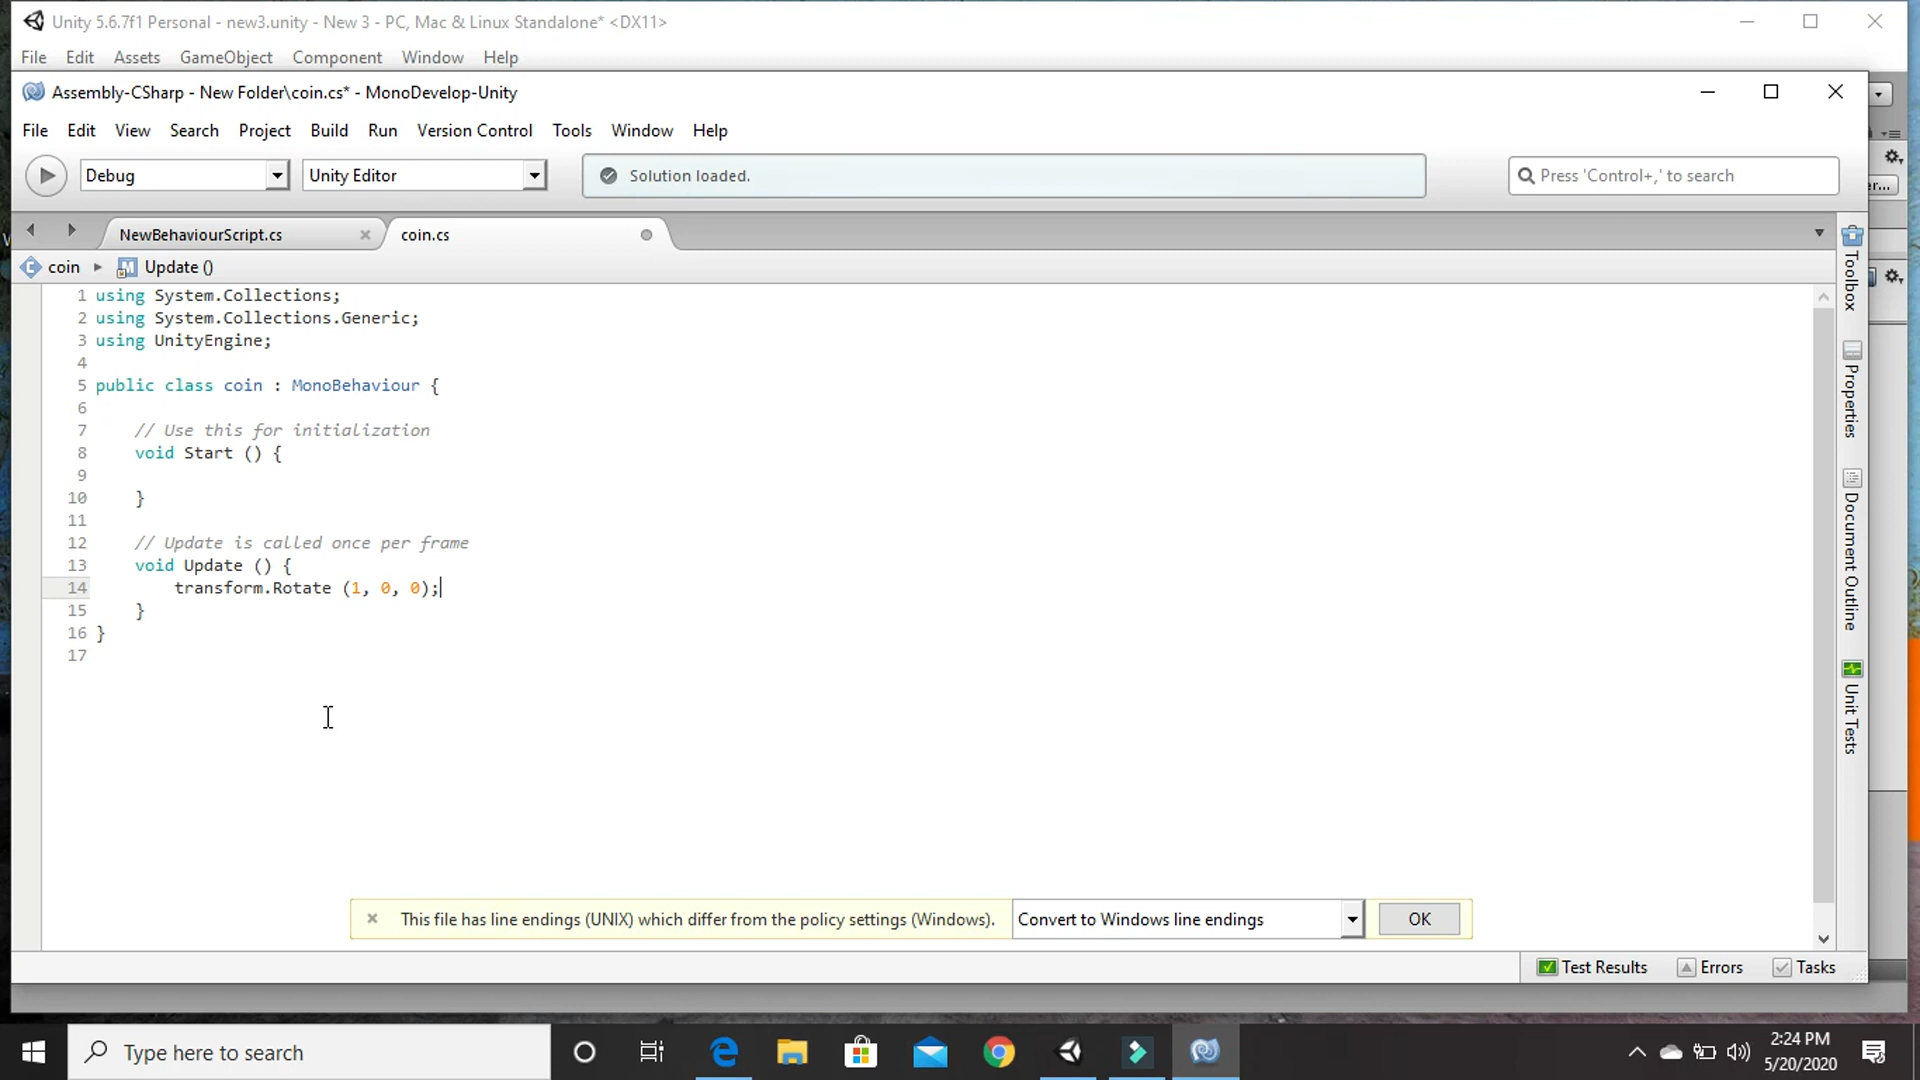 Unity 5.6.7f1 Personal - new3.unity - New 3 - PC, Mac & Linux Standalone* <DX11>
File Edit Assets GameObject Component Window Help
Assembly-CSharp - New Folder\coin.cs* - MonoDevelop-Unity
File Edit View Search Project Build Run Version Control Tools Window Help
Debug Unity Editor Solution loaded. Press 'Control+,' to search
er...
NewBehaviourScript.cs coin.cs
coin Update ()
1 using System.Collections;
2 using System.Collections.Generic;
3 using UnityEngine;
4
5 public class coin : MonoBehaviour {
6
7 // Use this for initialization
8 void Start () {
9
10 }
11
12 // Update is called once per frame
13 void Update () {
14 transform.Rotate (1, 0, 0);
15 }
16 }
17
Toolbox
Properties
Document Outline
Unit Tests
This file has line endings (UNIX) which differ from the policy settings (Windows). Convert to Windows line endings OK
Test Results Errors Tasks
Type here to search
2:24 PM
5/20/2020